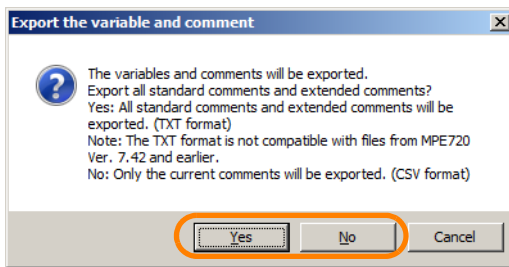 Export the variable and comment
The variables and comments will be exported.
Export all standard comments and extended comments?
Yes: All standard comments and extended comments will be
exported. (TXT format)
Note: The TXT format is not compatible with files from MPE720
Ver. 7.42 and earlier.
No: Only the current comments will be exported. (CSV format)
Yes No Cancel